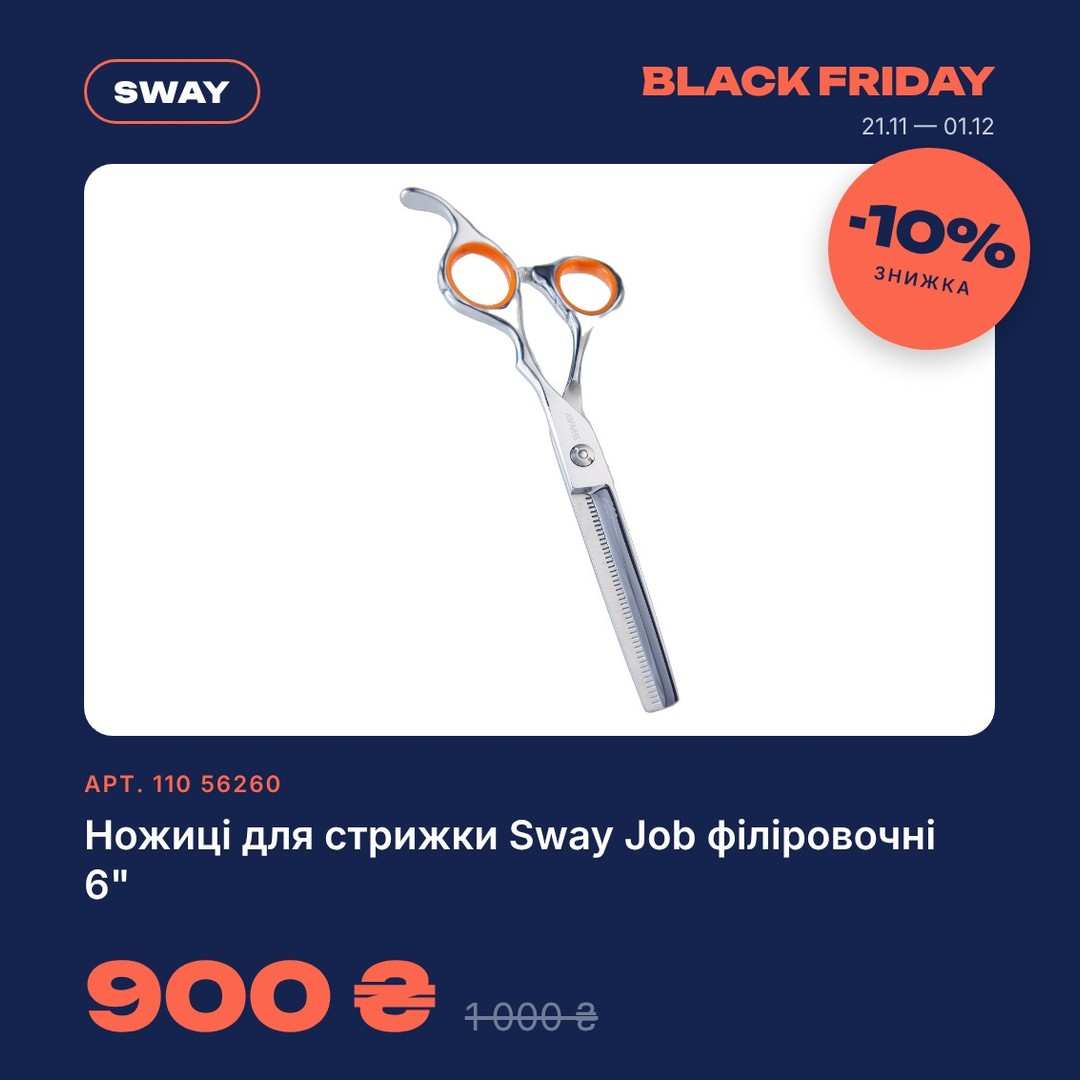 SWAY
BLACK FRIDAY
21.11 — 01.12
-10%
ЗНИЖКА
SWAY
АРТ. 110 56260
Ножиці для стрижки Sway Job філіровочні
6"
900 ₴
1 000 ₴